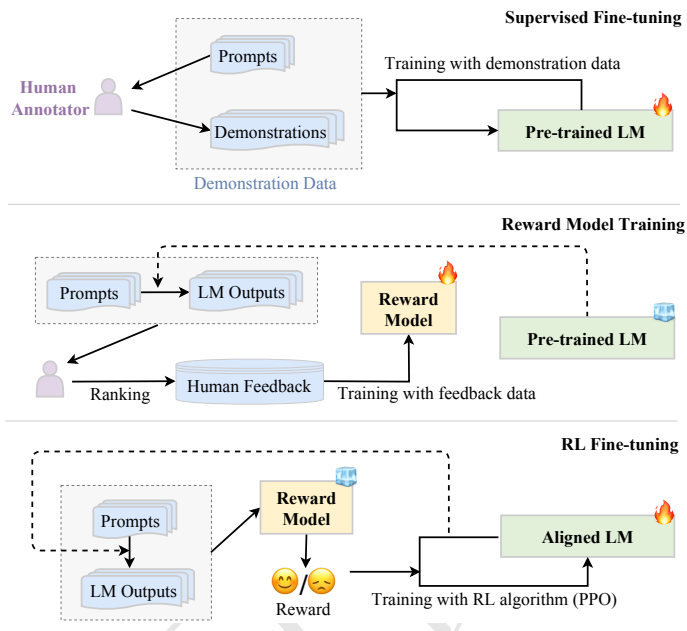 Supervised Fine-tuning
Prompts
Training with demonstration data
Human
Annotator
Demonstrations
Pre-trained LM
Demonstration Data
Reward Model Training
Prompts
LM Outputs
Reward
Model
Pre-trained LM
Ranking
Human Feedback
Training with feedback data
RL Fine-tuning
Prompts
LM Outputs
Reward
Model
Aligned LM
Reward
Training with RL algorithm (PPO)